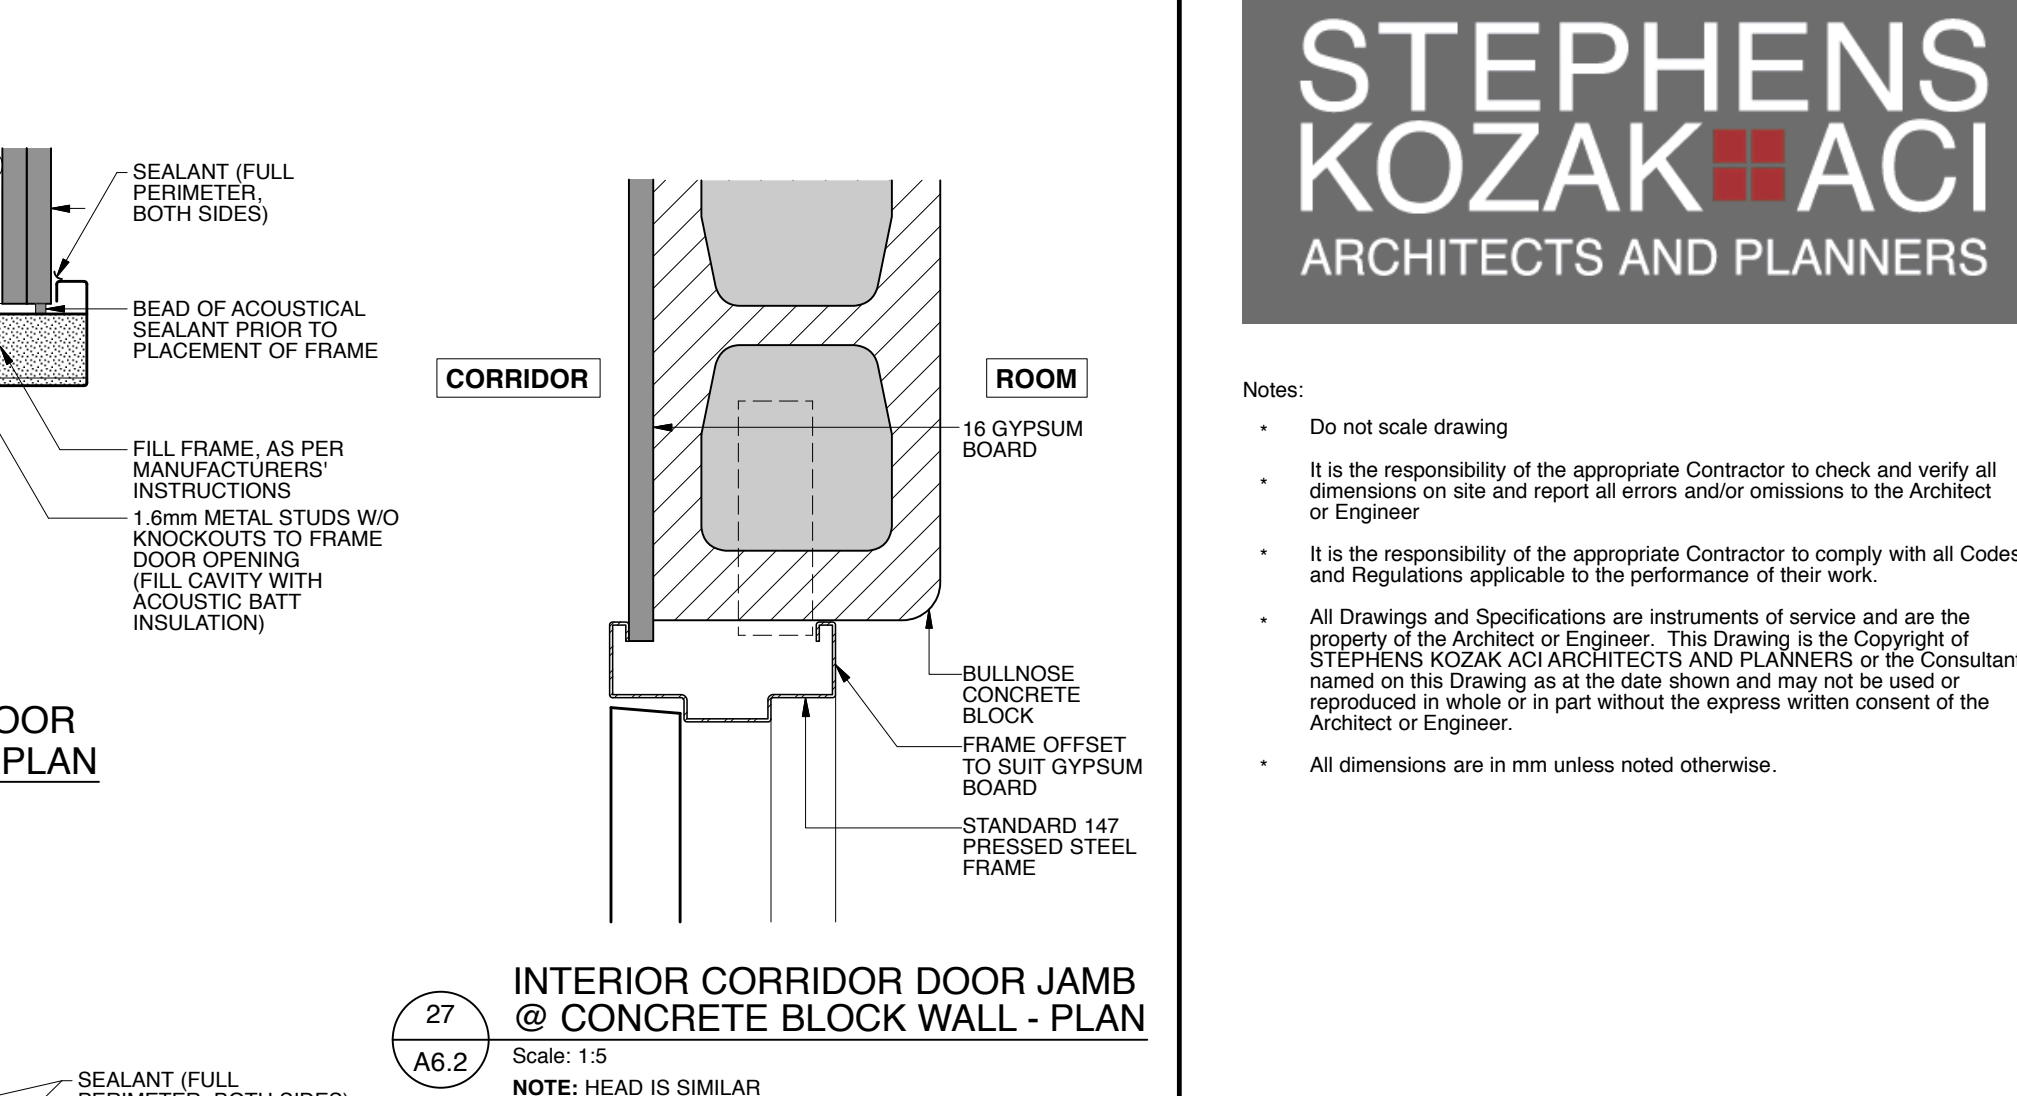 SEALANT (FULL
PERIMETER,
BOTH SIDES)
BEAD OF ACOUSTICAL
SEALANT PRIOR TO
PLACEMENT OF FRAME
FILL FRAME, AS PER
MANUFACTURERS'
INSTRUCTIONS
1.6mm METAL STUDS W/O
KNOCKOUTS TO FRAME
DOOR OPENING
(FILL CAVITY WITH
ACOUSTIC BATT
INSULATION)
OOR
PLAN
SEALANT (FULL
PERIMETER, BOTH SIDES)
CORRIDOR
ROOM
16 GYPSUM
BOARD
BULLNOSE
CONCRETE
BLOCK
FRAME OFFSET
TO SUIT GYPSUM
BOARD
STANDARD 147
PRESSED STEEL
FRAME
27
A6.2
INTERIOR CORRIDOR DOOR JAMB
@ CONCRETE BLOCK WALL - PLAN
Scale: 1:5
NOTE: HEAD IS SIMILAR
STEPHENS
KOZAK ACI
ARCHITECTS AND PLANNERS
Notes:
* Do not scale drawing
* It is the responsibility of the appropriate Contractor to check and verify all
dimensions on site and report all errors and/or omissions to the Architect
or Engineer
* It is the responsibility of the appropriate Contractor to comply with all Codes
and Regulations applicable to the performance of their work.
* All Drawings and Specifications are instruments of service and are the
property of the Architect or Engineer. This Drawing is the Copyright of
STEPHENS KOZAK ACI ARCHITECTS AND PLANNERS or the Consultant
named on this Drawing as at the date shown and may not be used or
reproduced in whole or in part without the express written consent of the
Architect or Engineer.
* All dimensions are in mm unless noted otherwise.